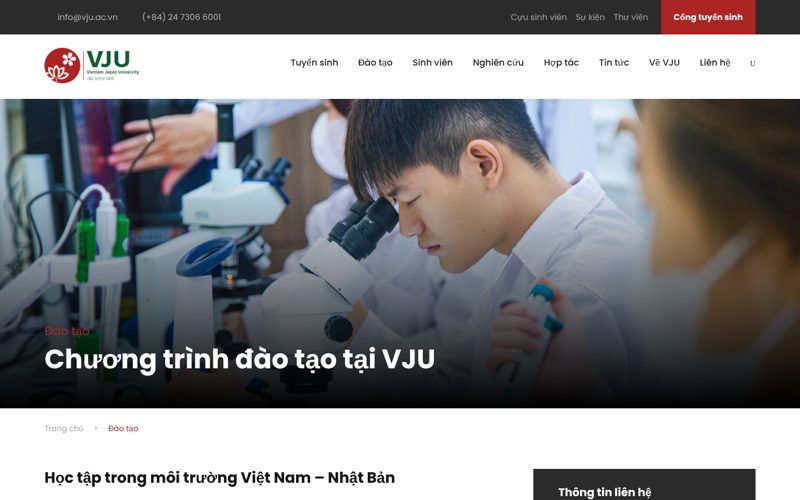 info@vju.ac.vn (+84) 24 7306 6001 Cựu sinh viên Sự kiện Thư viện Cổng tuyển sinh
VJU
Vietnam Japan University
Tuyển sinh Đào tạo Sinh viên Nghiên cứu Hợp tác Tin tức Về VJU Liên hệ U
Đào tạo
Chương trình đào tạo tại VJU
Trang chủ > Đào tạo
Học tập trong môi trường Việt Nam – Nhật Bản
Thông tin liên hệ